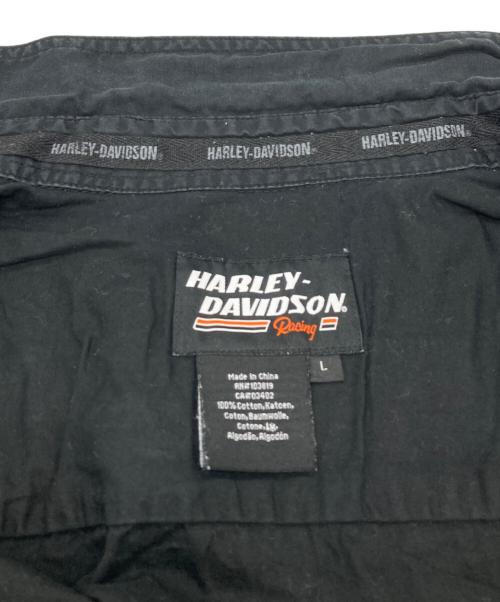 HARLEY-DAVIDSON® HARLEY-DAVIDSON® HARLEY-DAVIDSON®
HARLEY-
DAVIDSON®
Racing
L
Made in China
RN#103819
CA#03402
100% Cotton, Katoen,
Coton, Baumwolle,
Cotone, 綿,
Algodão, Algodón